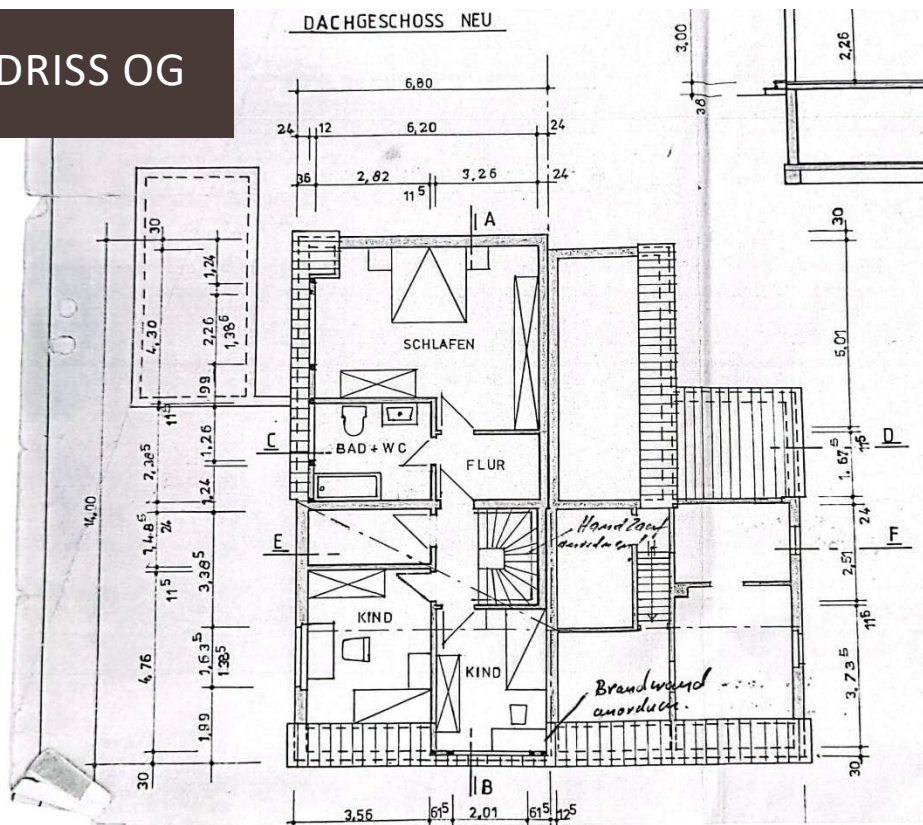 DRISS OG
DACHGESCHOSS NEU
6,80
24 12 6,20 24
36 2,82 3,26 24
11⁵
A
3,00
38
2,26
30
4,30
1,24
2,26
1,38⁵
99
11⁵
1,26
2,38⁵
1,24
24
1,48⁵
11⁵
3,38⁵
14,00
4,76
1,63⁵
1,38⁵
1,99
30
SCHLAFEN
BAD + WC
FLUR
C
D
E
F
KIND
KIND
Brandwand
anordnen.
30
5,01
11⁵
1,67⁵
24
2,51
11⁵
3,73⁵
30
B
3,56 61⁵ 2,01 61⁵ 12⁵